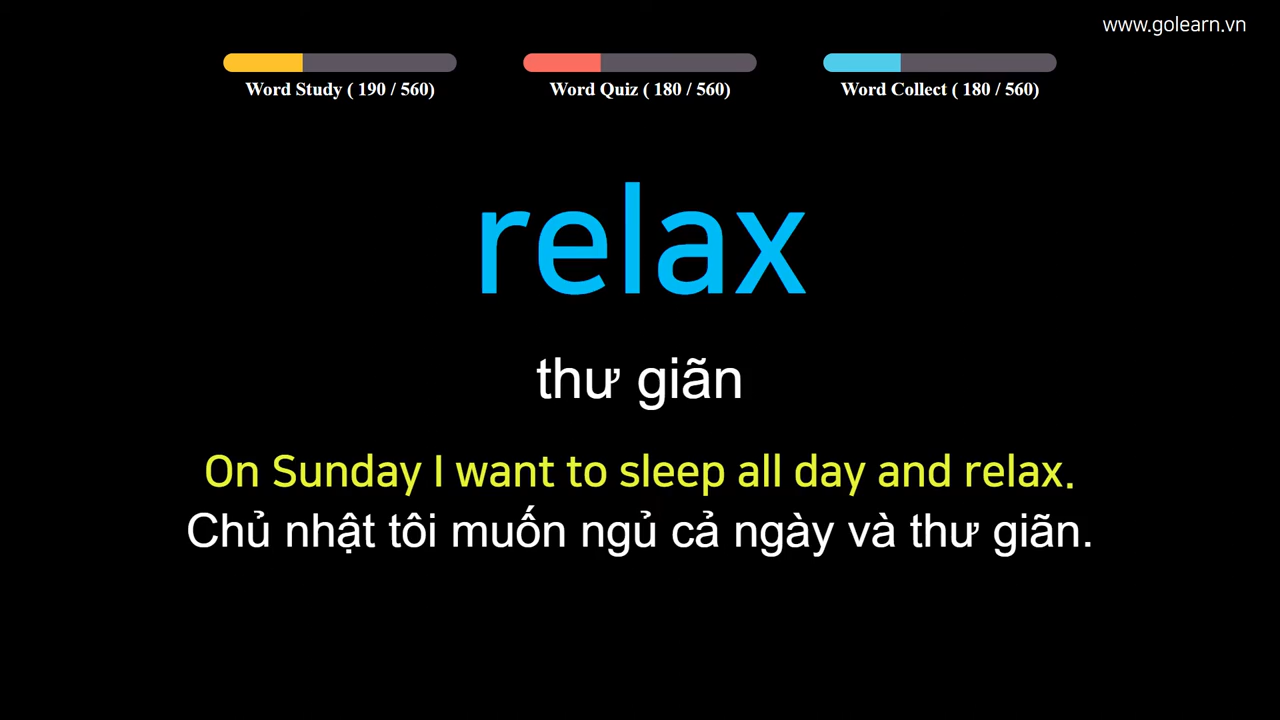 www.golearn.vn
Word Study ( 190 / 560)
Word Quiz ( 180 / 560)
Word Collect ( 180 / 560)
relax
thư giãn
On Sunday I want to sleep all day and relax.
Chủ nhật tôi muốn ngủ cả ngày và thư giãn.